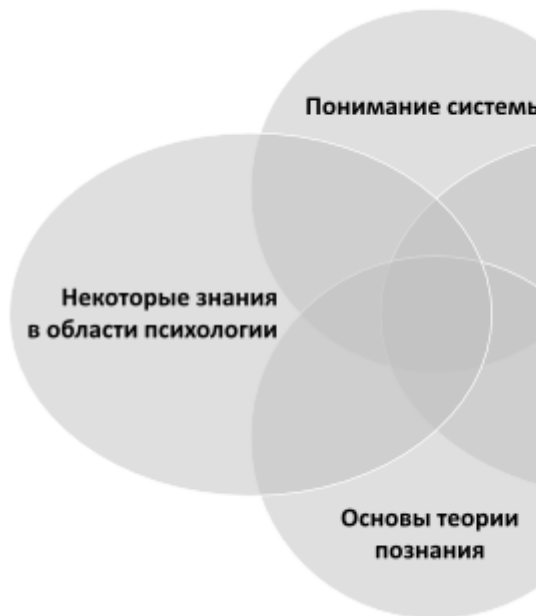 Понимание системы
Некоторые знания
в области психологии
Основы теории
познания